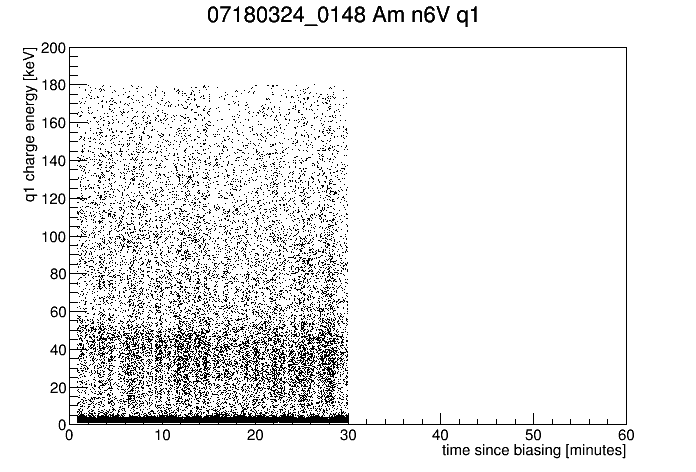 07180324_0148 Am n6V q1
q1 charge energy [keV]
200
180
160
140
120
100
80
60
40
20
0
0 10 20 30 40 50 60
time since biasing [minutes]